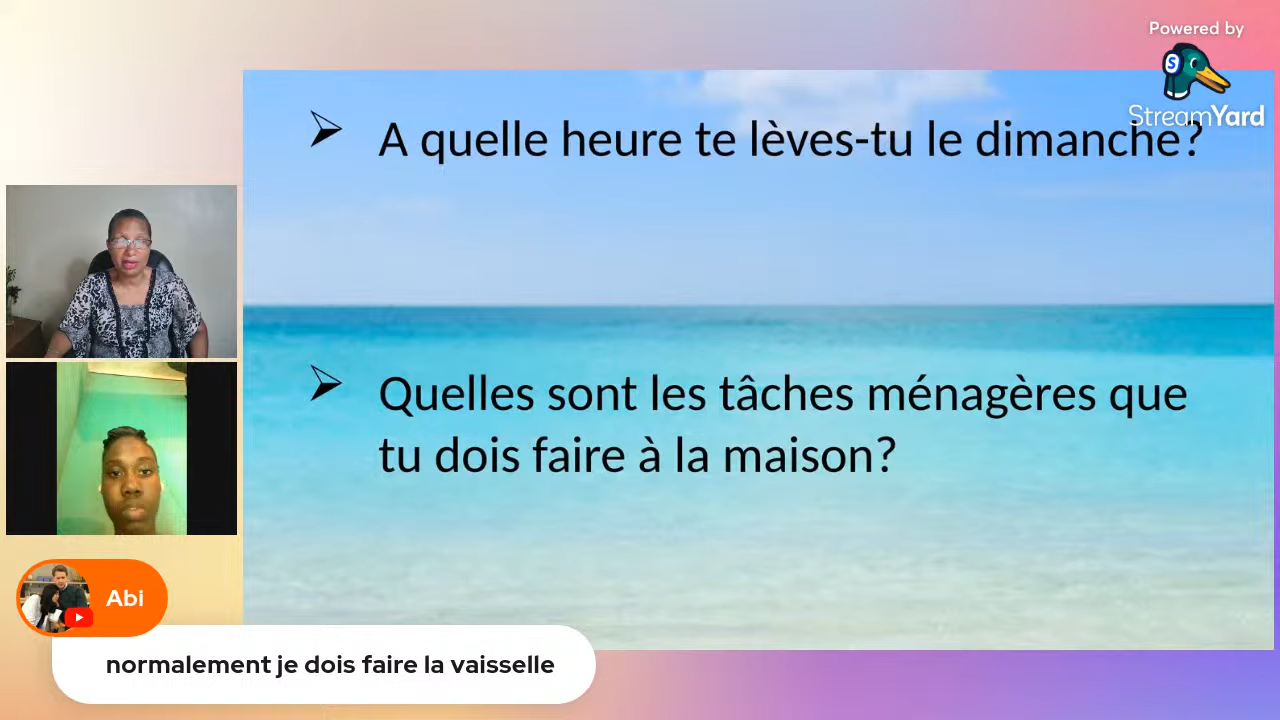 Powered by
StreamYard
A quelle heure te lèves-tu le dimanche?
Quelles sont les tâches ménagères que
tu dois faire à la maison?
Abi
normalement je dois faire la vaisselle